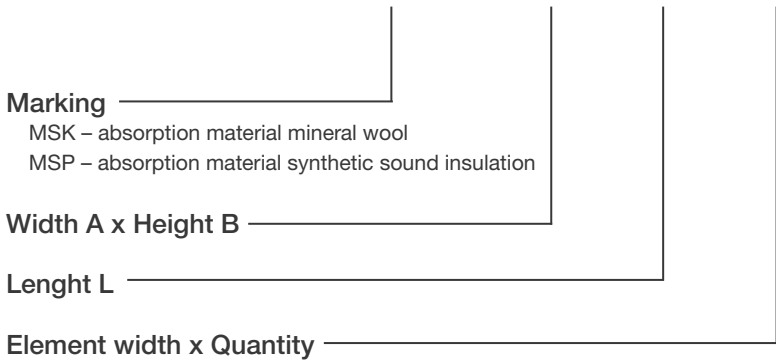 Marking
MSK – absorption material mineral wool
MSP – absorption material synthetic sound insulation
Width A x Height B
Lenght L
Element width x Quantity